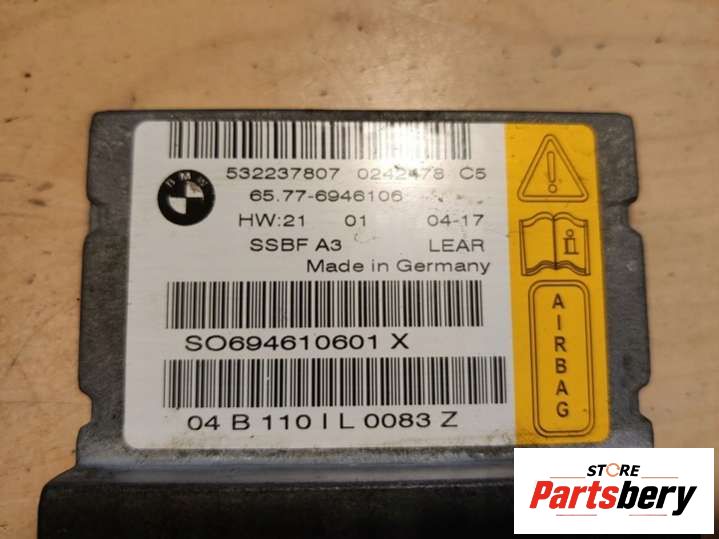 BMW
532237807 0242478 C5
65.77-6946106
HW:21 01 04-17
SSBF A3 LEAR
Made in Germany
SO694610601 X
04 B 110 I L 0083 Z
AIRBAG
STORE
Partsbery